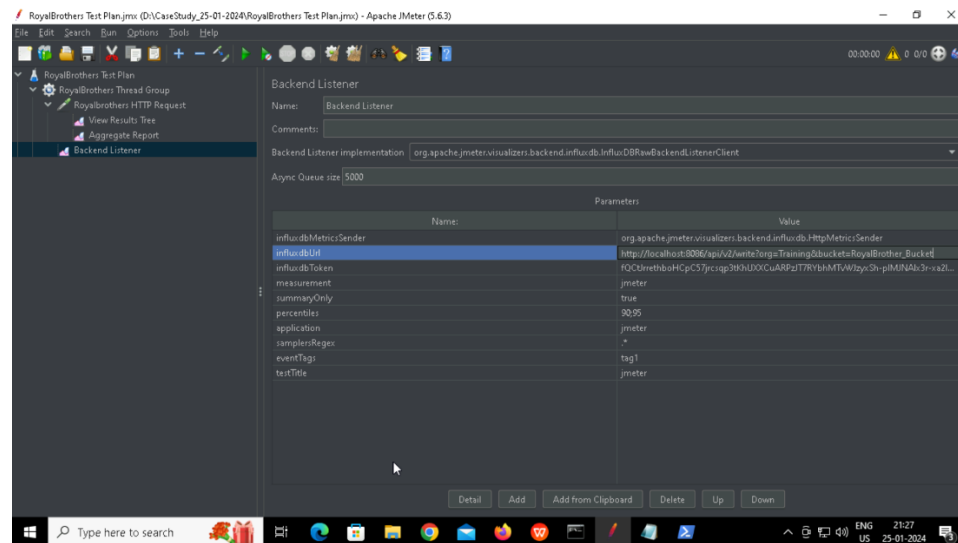 RoyalBrothers Test Plan.jmx (D:\CaseStudy_25-01-2024\RoyalBrothers Test Plan.jmx) - Apache JMeter (5.6.3)
File Edit Search Run Options Tools Help
00:00:00 0 0/0
RoyalBrothers Test Plan
RoyalBrothers Thread Group
Royalbrothers HTTP Request
View Results Tree
Aggregate Report
Backend Listener
Backend Listener
Name: Backend Listener
Comments:
Backend Listener implementation org.apache.jmeter.visualizers.backend.influxdb.InfluxDBRawBackendListenerClient
Async Queue size 5000
Parameters
Name: Value
influxdbMetricsSender org.apache.jmeter.visualizers.backend.influxdb.HttpMetricsSender
influxdbUrl http://localhost:8086/api/v2/write?org=Training&bucket=RoyalBrother_Bucket
influxdbToken
measurement jmeter
summaryOnly true
percentiles 90;95
application jmeter
samplersRegex .*
eventTags tag1
testTitle jmeter
Detail Add Add from Clipboard Delete Up Down
Type here to search
ENG 21:27
US 25-01-2024
3